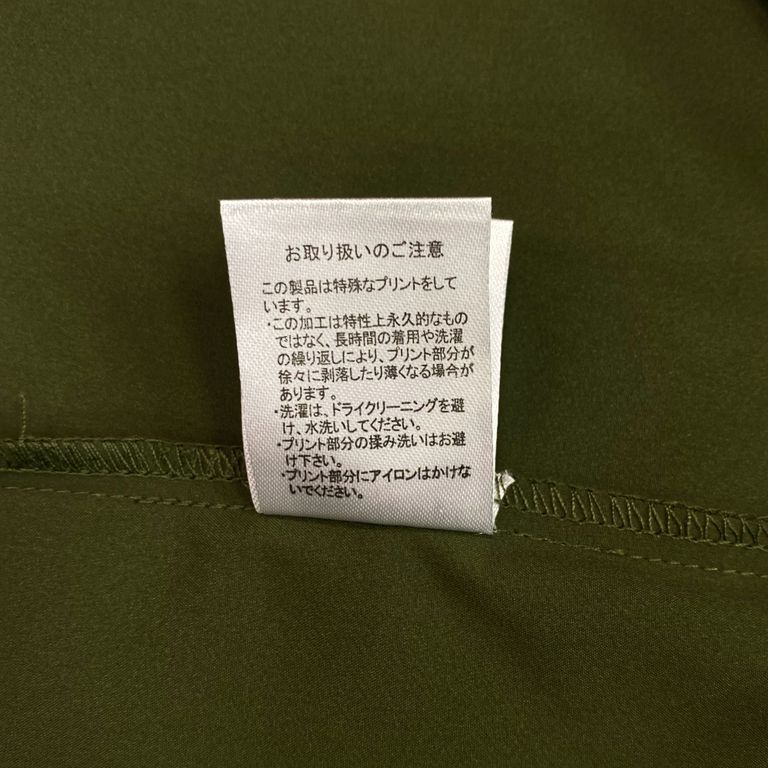 お取り扱いのご注意
この製品は特殊なプリントをして
います。
・この加工は特性上永久的なもの
ではなく、長時間の着用や洗濯
の繰り返しにより、プリント部分が
徐々に剥落したり薄くなる場合が
あります。
・洗濯は、ドライクリーニングを避
け、水洗いしてください。
・プリント部分の揉み洗いはお避
け下さい。
・プリント部分にアイロンはかけな
いでください。